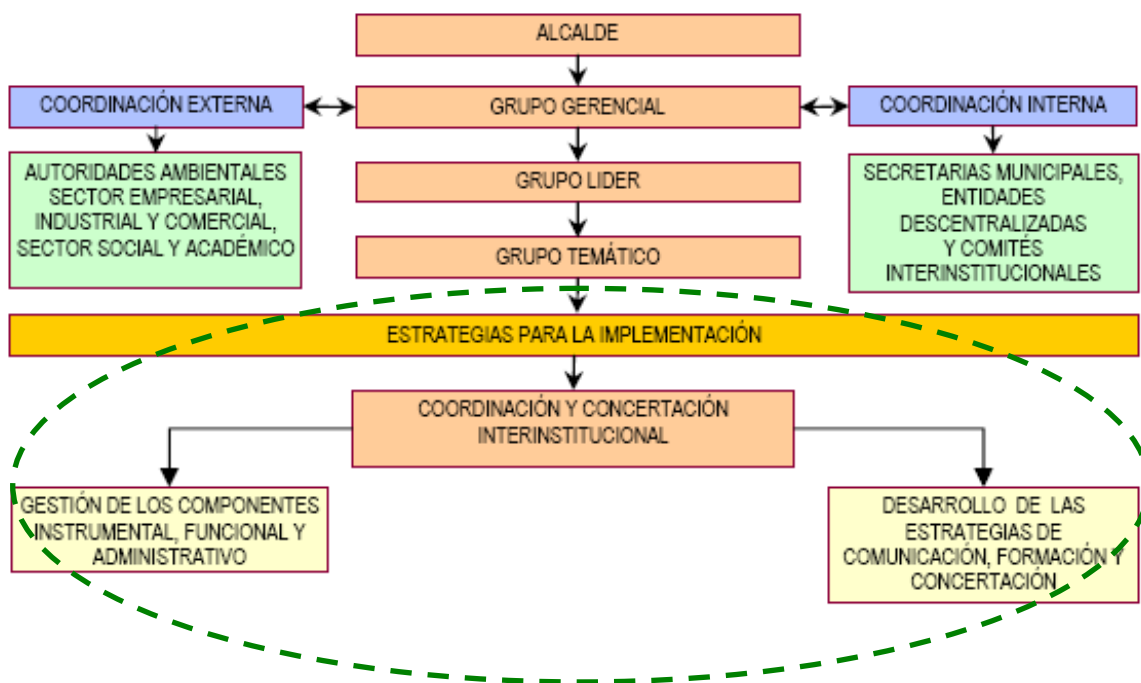 ALCALDE
COORDINACIÓN EXTERNA
GRUPO GERENCIAL
COORDINACIÓN INTERNA
AUTORIDADES AMBIENTALES
SECTOR EMPRESARIAL,
INDUSTRIAL Y COMERCIAL,
SECTOR SOCIAL Y ACADÉMICO
GRUPO LIDER
SECRETARIAS MUNICIPALES,
ENTIDADES
DESCENTRALIZADAS
Y COMITÉS
INTERINSTITUCIONALES
GRUPO TEMÁTICO
ESTRATEGIAS PARA LA IMPLEMENTACIÓN
COORDINACIÓN Y CONCERTACIÓN
INTERINSTITUCIONAL
GESTIÓN DE LOS COMPONENTES
INSTRUMENTAL, FUNCIONAL Y
ADMINISTRATIVO
DESARROLLO DE LAS
ESTRATEGIAS DE
COMUNICACIÓN, FORMACIÓN Y
CONCERTACIÓN